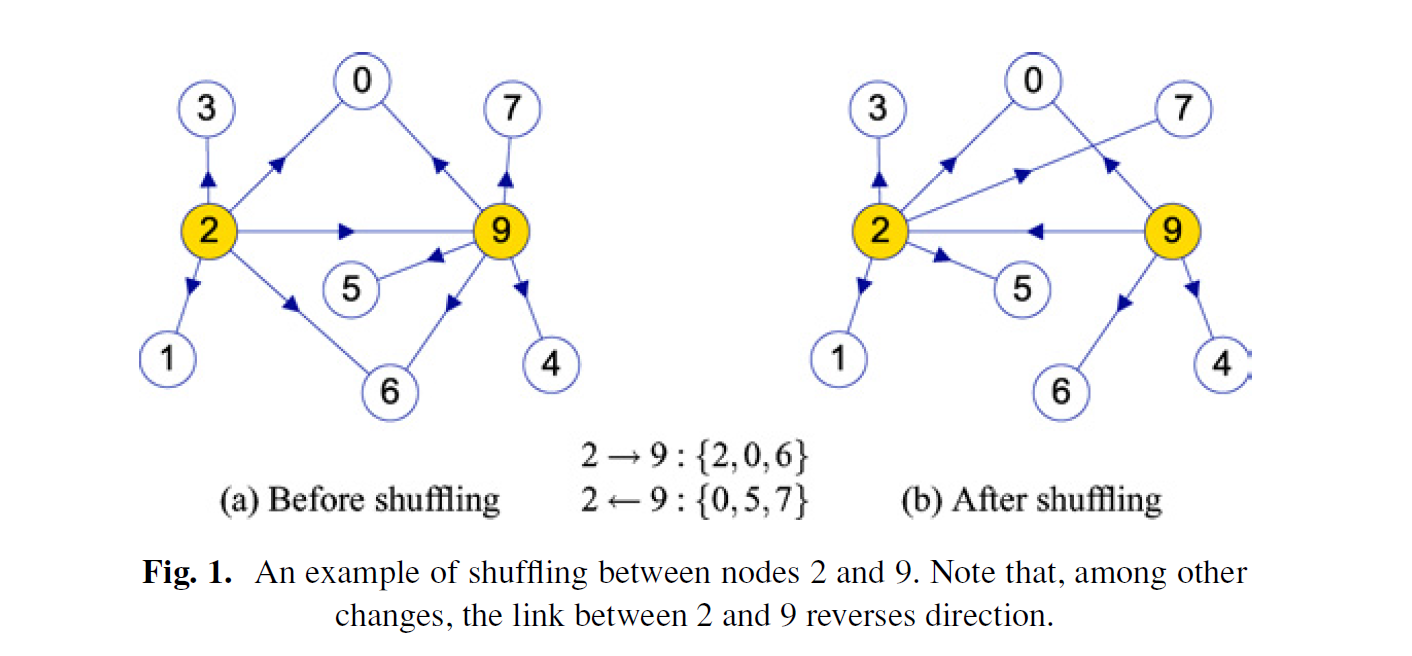 0 0
3 7 3 7
2 9 2 9
5 5
1 4 1 4
6 6
2 → 9 : {2, 0, 6}
(a) Before shuffling 2 ← 9 : {0, 5, 7} (b) After shuffling
Fig. 1. An example of shuffling between nodes 2 and 9. Note that, among other
changes, the link between 2 and 9 reverses direction.